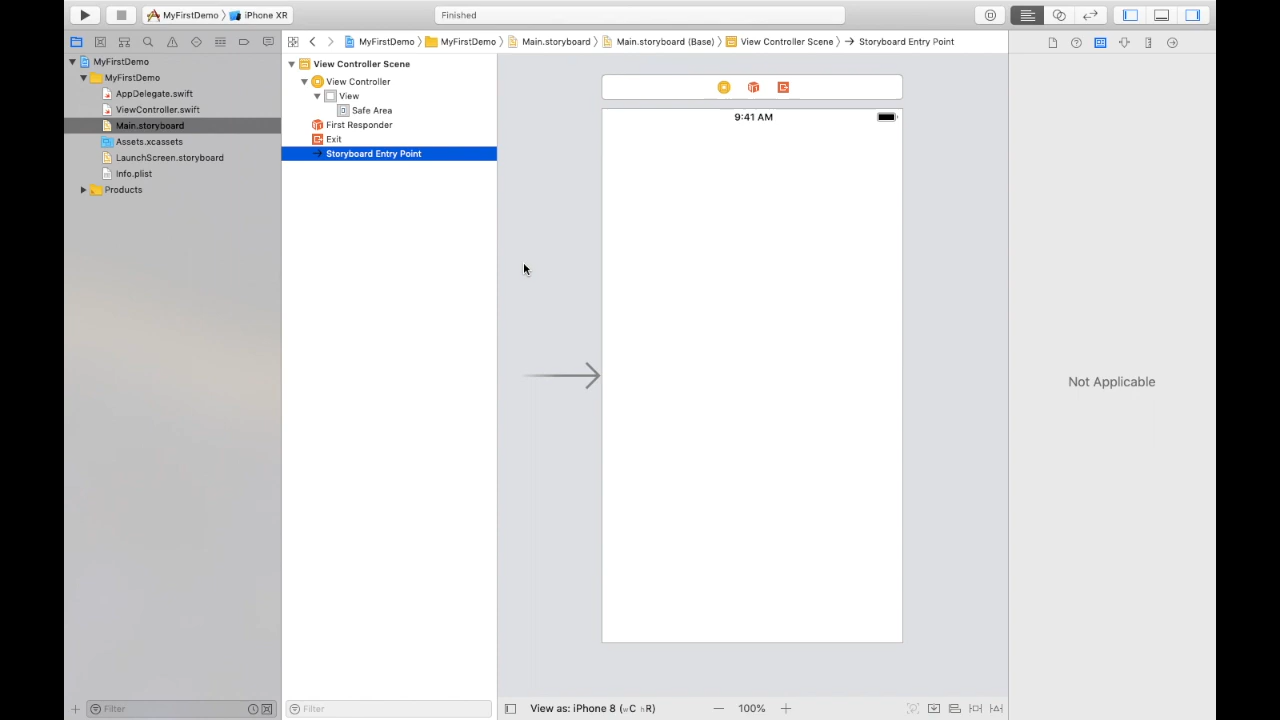 MyFirstDemo
iPhone XR
Finished
MyFirstDemo
MyFirstDemo
AppDelegate.swift
ViewController.swift
Main.storyboard
Assets.xcassets
LaunchScreen.storyboard
Info.plist
Products
MyFirstDemo
MyFirstDemo
Main.storyboard
Main.storyboard (Base)
View Controller Scene
Storyboard Entry Point
View Controller Scene
View Controller
View
Safe Area
First Responder
Exit
Storyboard Entry Point
9:41 AM
Not Applicable
Filter
Filter
View as: iPhone 8 (wC hR)
100%